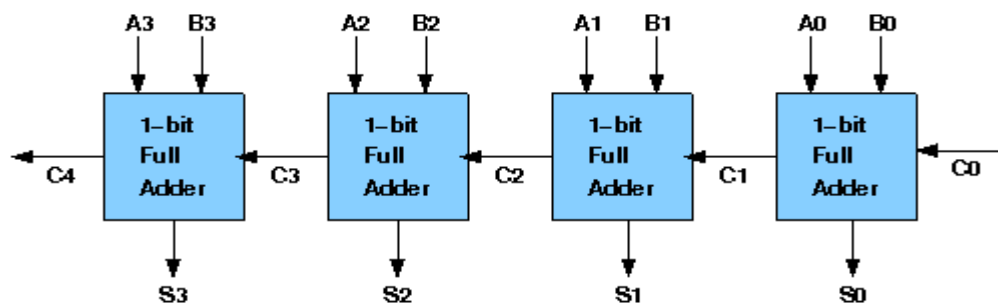 A3 B3 A2 B2 A1 B1 A0 B0
1-bit Full Adder
1-bit Full Adder
1-bit Full Adder
1-bit Full Adder
C4 C3 C2 C1 C0
S3 S2 S1 S0